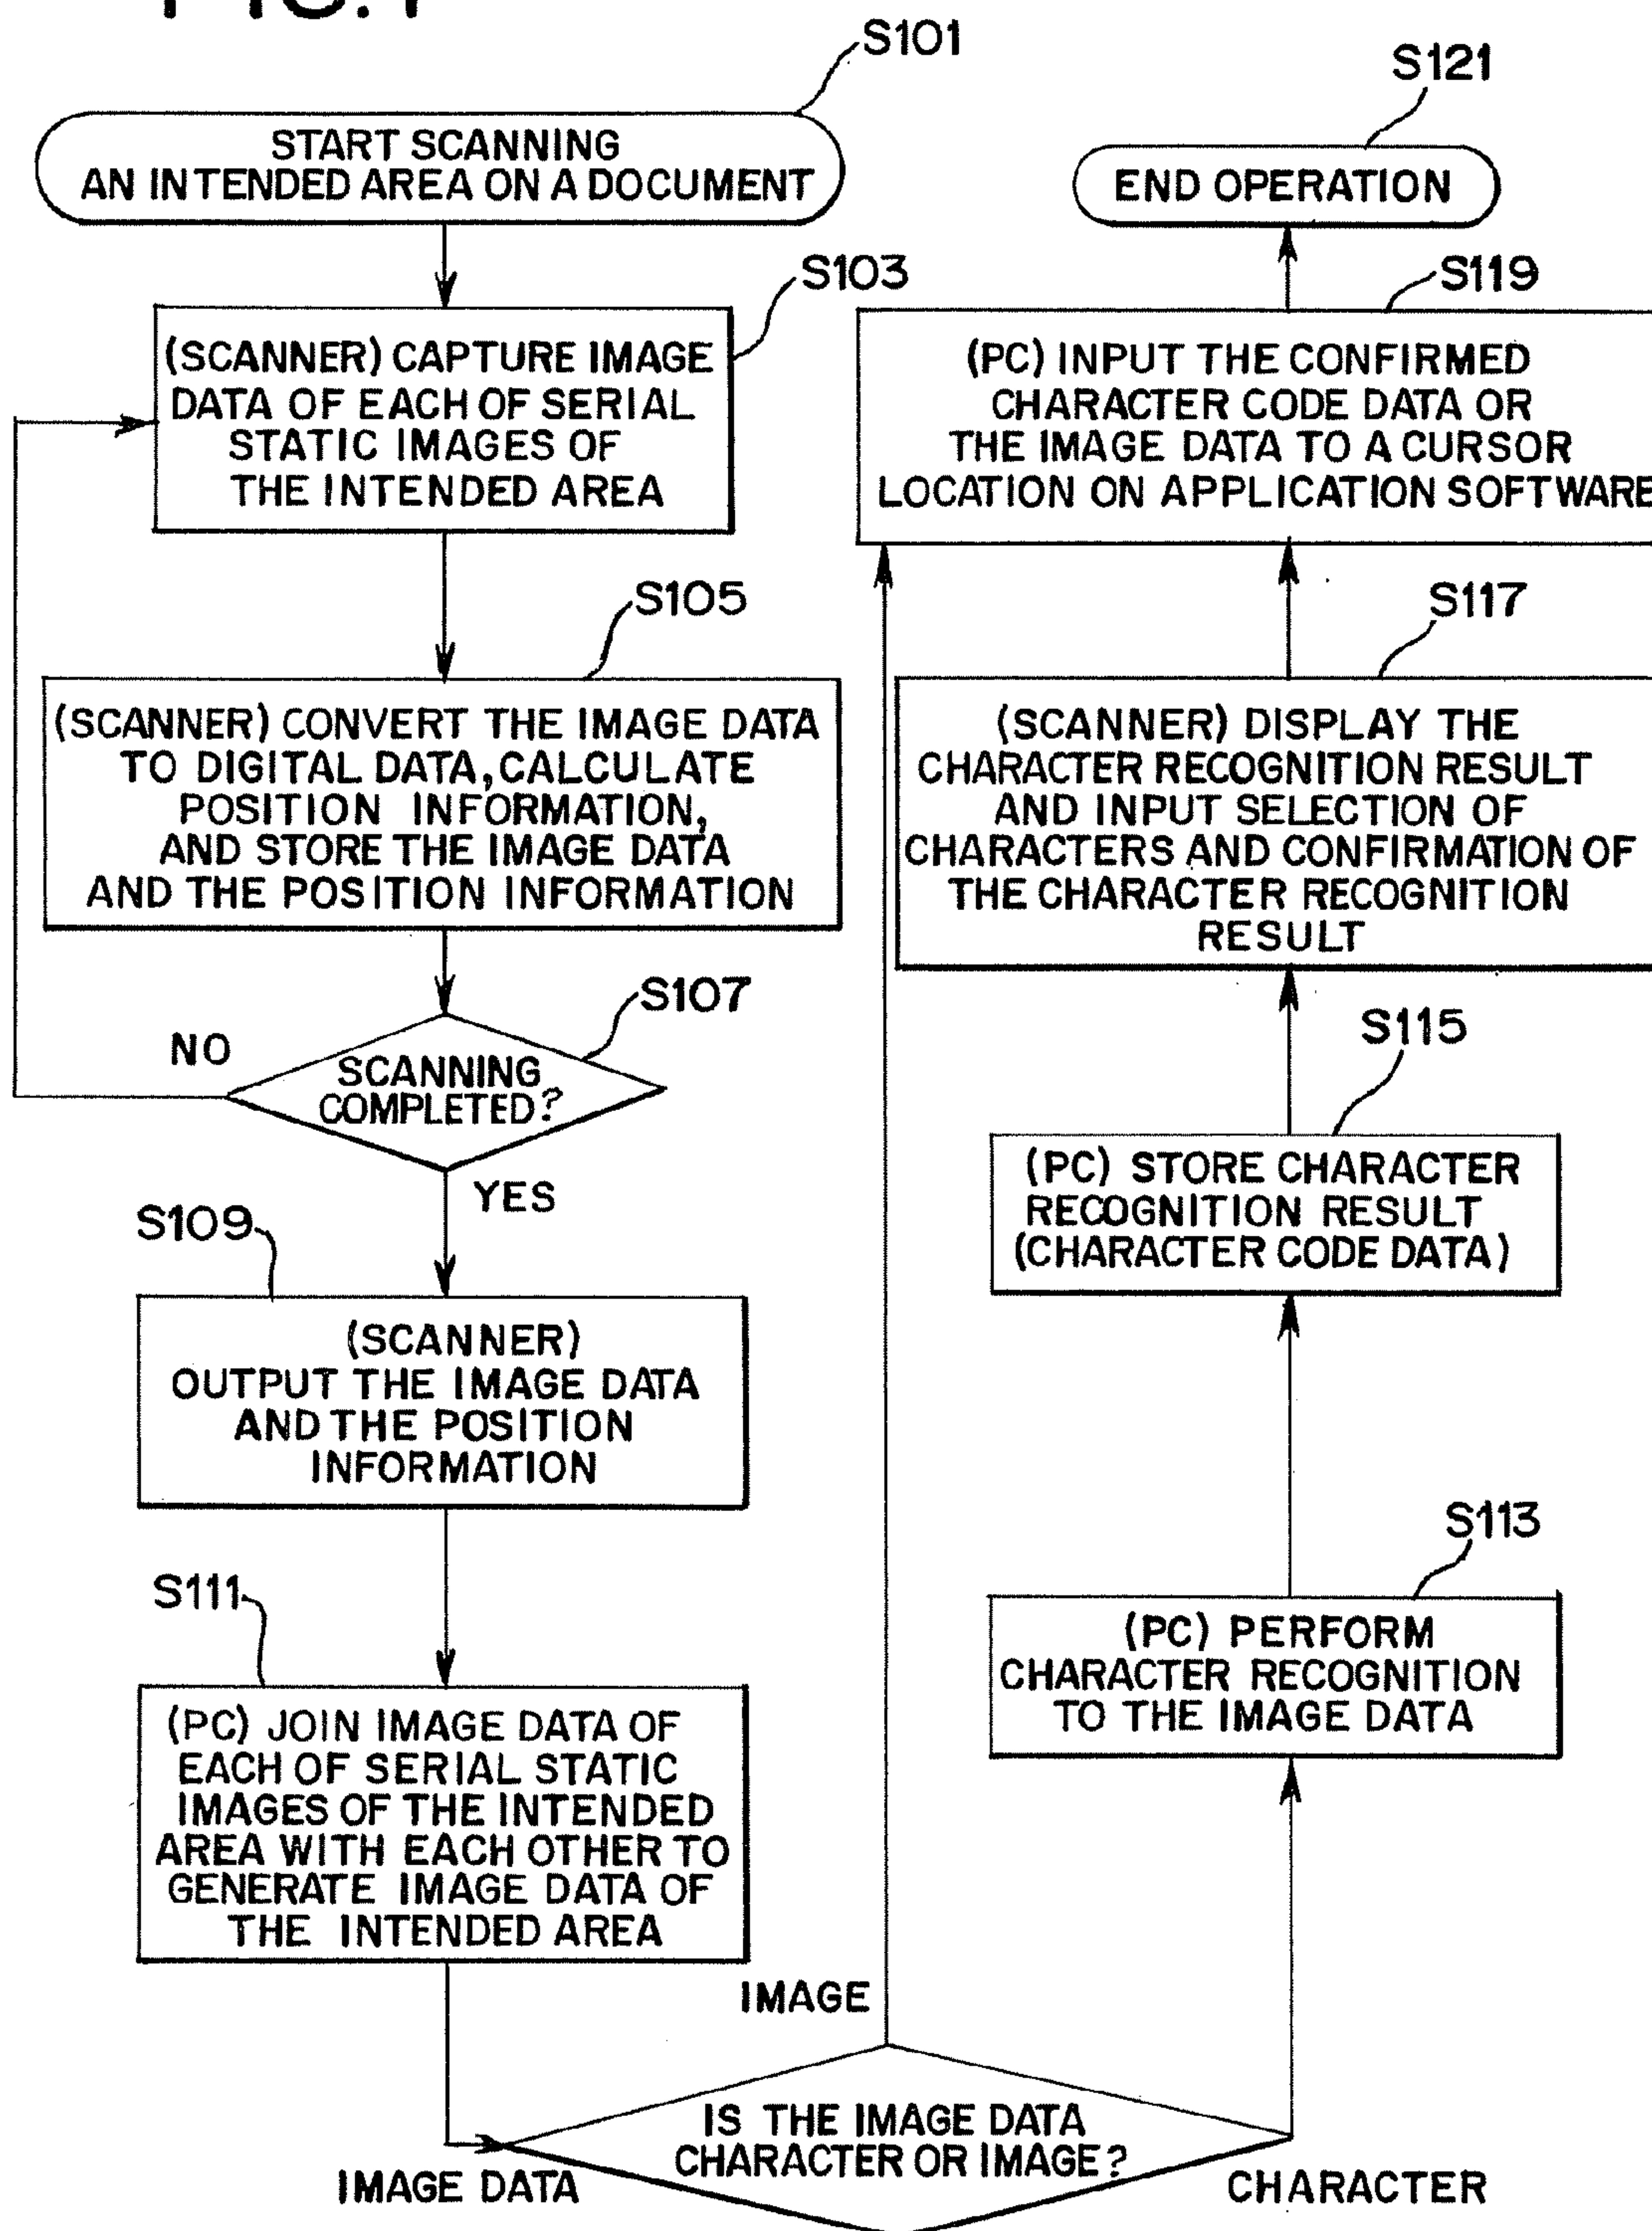 S101
START SCANNING
AN INTENDED AREA ON A DOCUMENT
S103
(SCANNER) CAPTURE IMAGE
DATA OF EACH OF SERIAL
STATIC IMAGES OF
THE INTENDED AREA
S105
(SCANNER) CONVERT THE IMAGE DATA
TO DIGITAL DATA, CALCULATE
POSITION INFORMATION,
AND STORE THE IMAGE DATA
AND THE POSITION INFORMATION
S107
NO
SCANNING
COMPLETED?
YES
S109
(SCANNER)
OUTPUT THE IMAGE DATA
AND THE POSITION
INFORMATION
S111
(PC) JOIN IMAGE DATA OF
EACH OF SERIAL STATIC
IMAGES OF THE INTENDED
AREA WITH EACH OTHER TO
GENERATE IMAGE DATA OF
THE INTENDED AREA
IMAGE DATA
IS THE IMAGE DATA
CHARACTER OR IMAGE?
IMAGE
CHARACTER
S113
(PC) PERFORM
CHARACTER RECOGNITION
TO THE IMAGE DATA
S115
(PC) STORE CHARACTER
RECOGNITION RESULT
(CHARACTER CODE DATA)
S117
(SCANNER) DISPLAY THE
CHARACTER RECOGNITION RESULT
AND INPUT SELECTION OF
CHARACTERS AND CONFIRMATION OF
THE CHARACTER RECOGNITION
RESULT
S119
(PC) INPUT THE CONFIRMED
CHARACTER CODE DATA OR
THE IMAGE DATA TO A CURSOR
LOCATION ON APPLICATION SOFTWARE
S121
END OPERATION